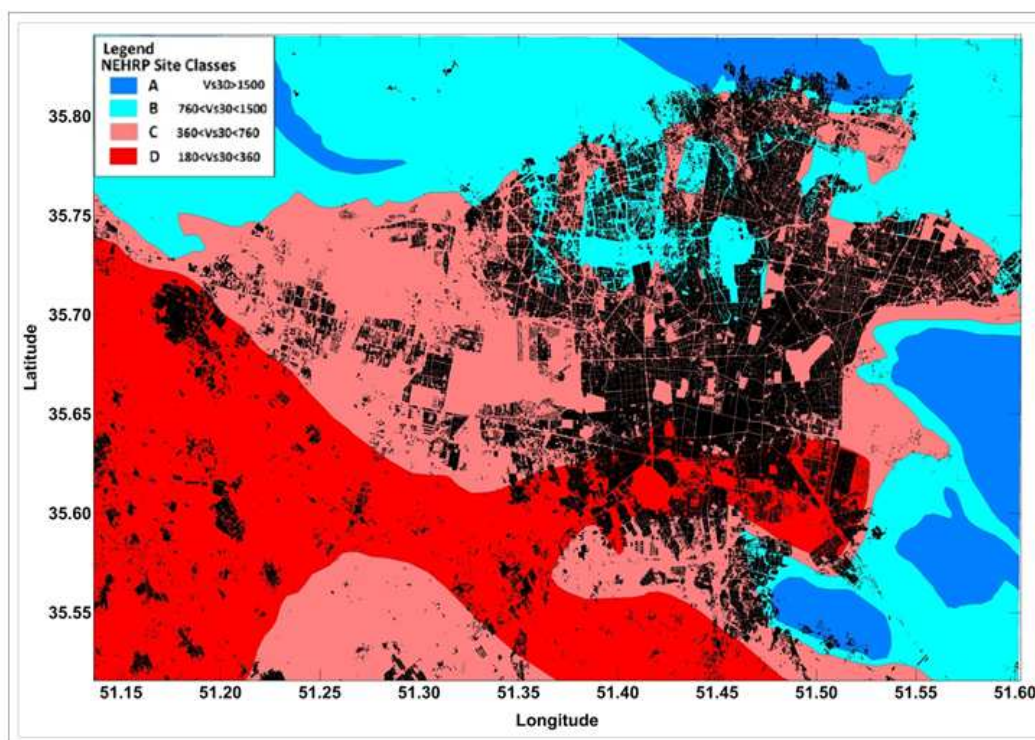 Legend
NEHRP Site Classes
A Vs30>1500
B 760<Vs30<1500
C 360<Vs30<760
D 180<Vs30<360
35.80
35.75
35.70
35.65
35.60
35.55
Latitude
51.15 51.20 51.25 51.30 51.35 51.40 51.45 51.50 51.55 51.60
Longitude